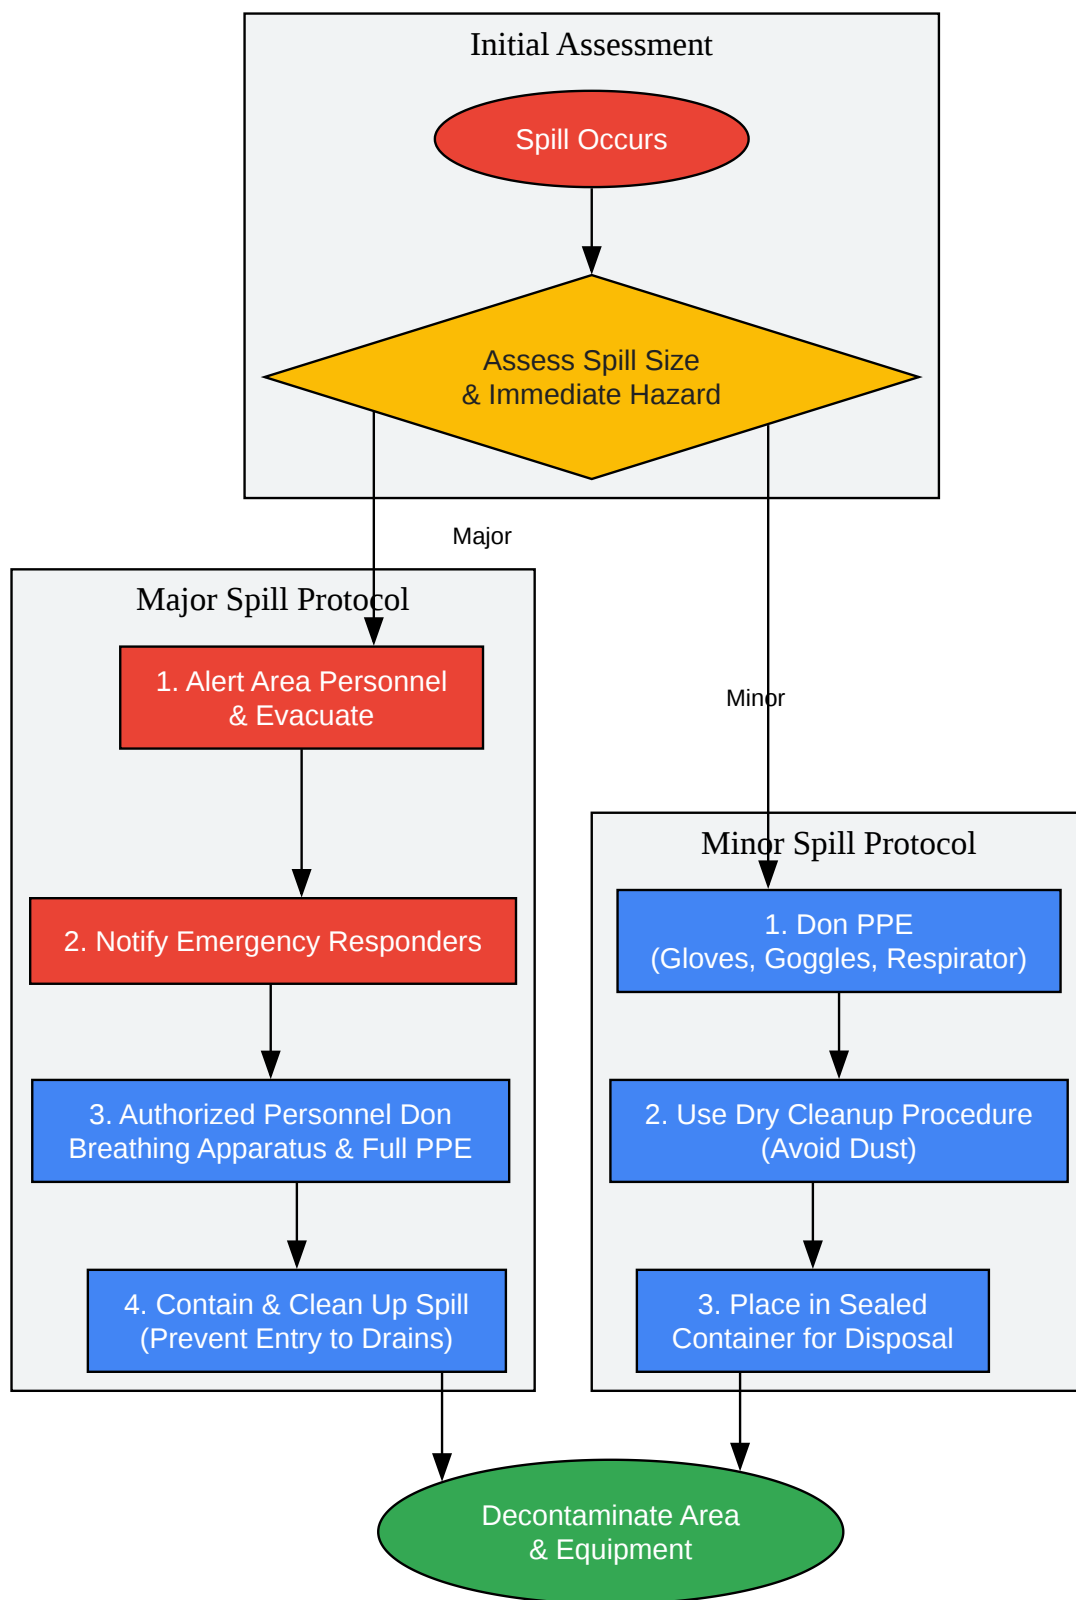 Initial Assessment
Spill Occurs
Assess Spill Size
& Immediate Hazard
Major
Major Spill Protocol
1. Alert Area Personnel
& Evacuate
2. Notify Emergency Responders
3. Authorized Personnel Don
Breathing Apparatus & Full PPE
4. Contain & Clean Up Spill
(Prevent Entry to Drains)
Minor
Minor Spill Protocol
1. Don PPE
(Gloves, Goggles, Respirator)
2. Use Dry Cleanup Procedure
(Avoid Dust)
3. Place in Sealed
Container for Disposal
Decontaminate Area
& Equipment